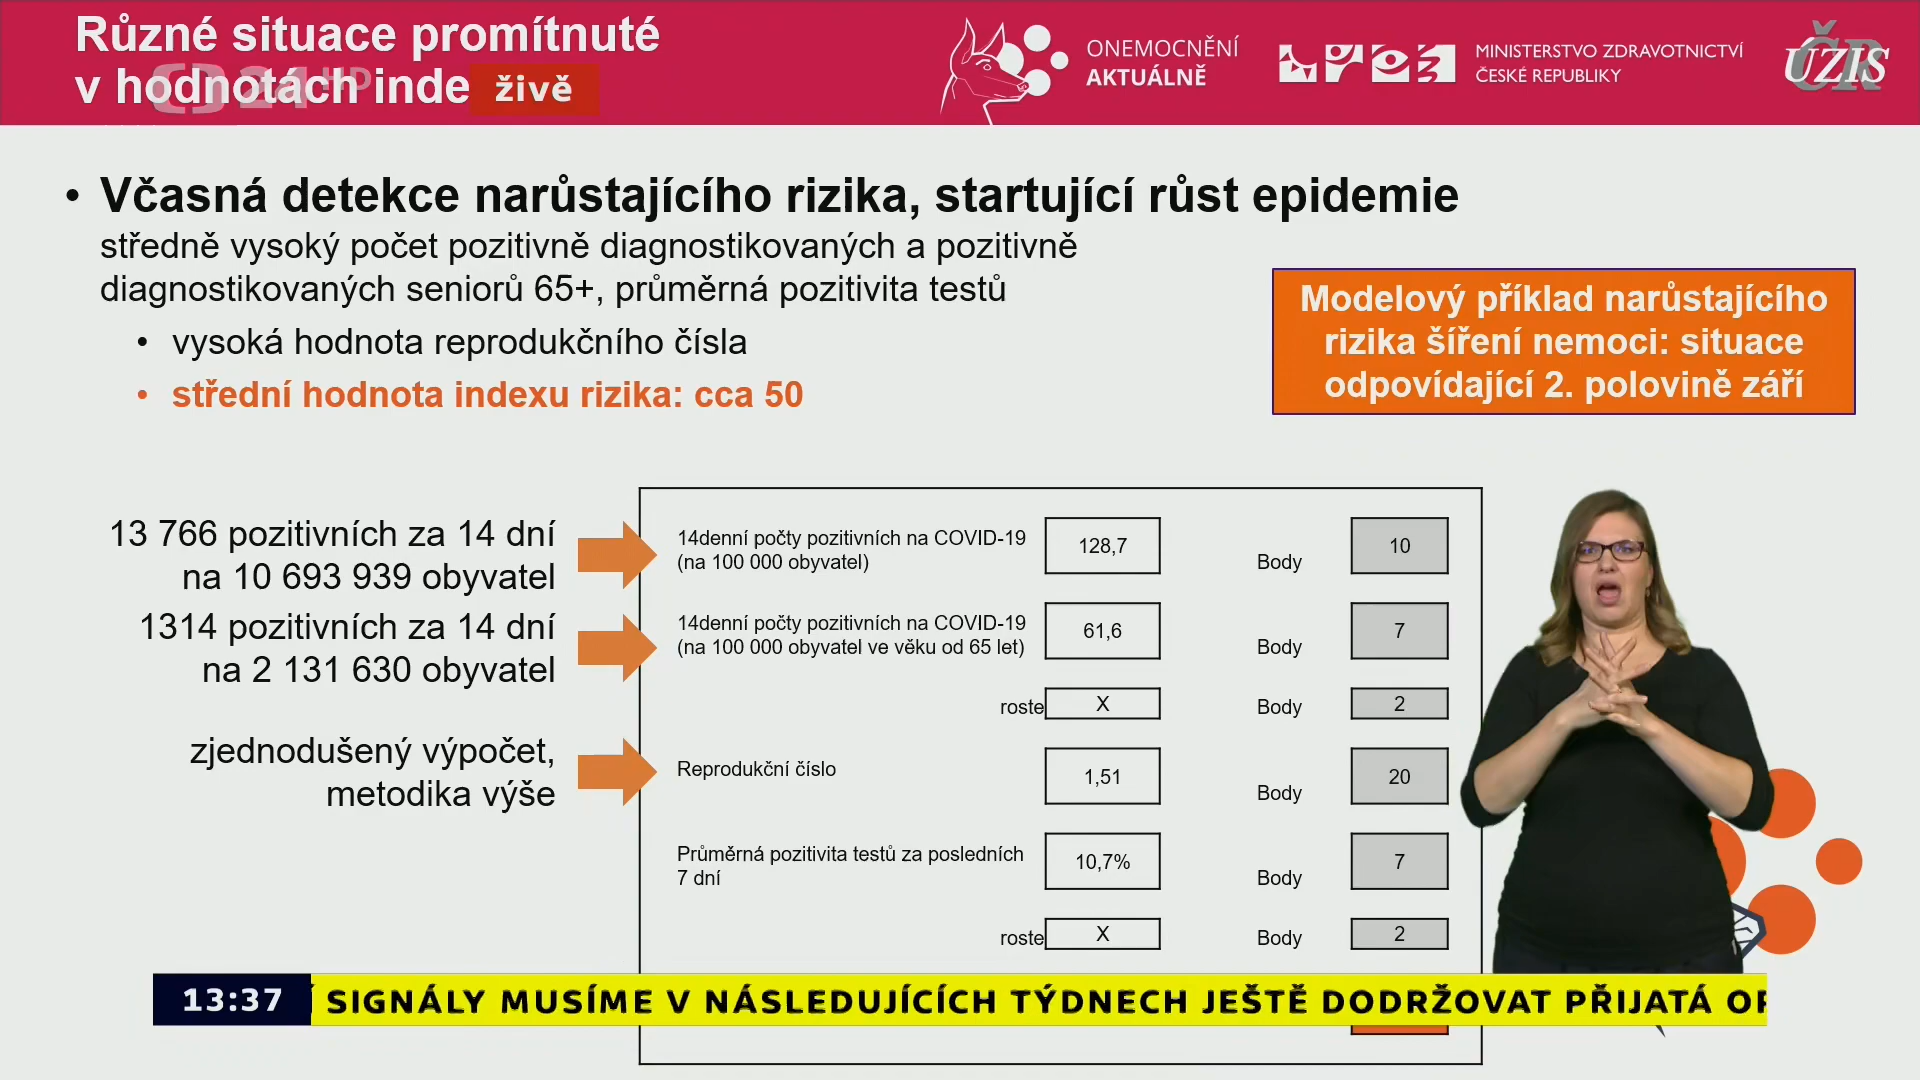 Různé situace promítnuté
v hodnotách inde
živě
24 HD
ONEMOCNĚNÍ
AKTUÁLNĚ
MINISTERSTVO ZDRAVOTNICTVÍ
ČESKÉ REPUBLIKY
ÚZIS
ČR
• Včasná detekce narůstajícího rizika, startující růst epidemie
středně vysoký počet pozitivně diagnostikovaných a pozitivně
diagnostikovaných seniorů 65+, průměrná pozitivita testů
• vysoká hodnota reprodukčního čísla
• střední hodnota indexu rizika: cca 50
Modelový příklad narůstajícího
rizika šíření nemoci: situace
odpovídající 2. polovině září
13 766 pozitivních za 14 dní
na 10 693 939 obyvatel
1314 pozitivních za 14 dní
na 2 131 630 obyvatel
zjednodušený výpočet,
metodika výše
14denní počty pozitivních na COVID-19
(na 100 000 obyvatel)
128,7
Body
10
14denní počty pozitivních na COVID-19
(na 100 000 obyvatel ve věku od 65 let)
61,6
Body
7
roste
X
Body
2
Reprodukční číslo
1,51
Body
20
Průměrná pozitivita testů za posledních
7 dní
10,7%
Body
7
roste
X
Body
2
13:37
SIGNÁLY MUSÍME V NÁSLEDUJÍCÍCH TÝDNECH JEŠTĚ DODRŽOVAT PŘIJATÁ